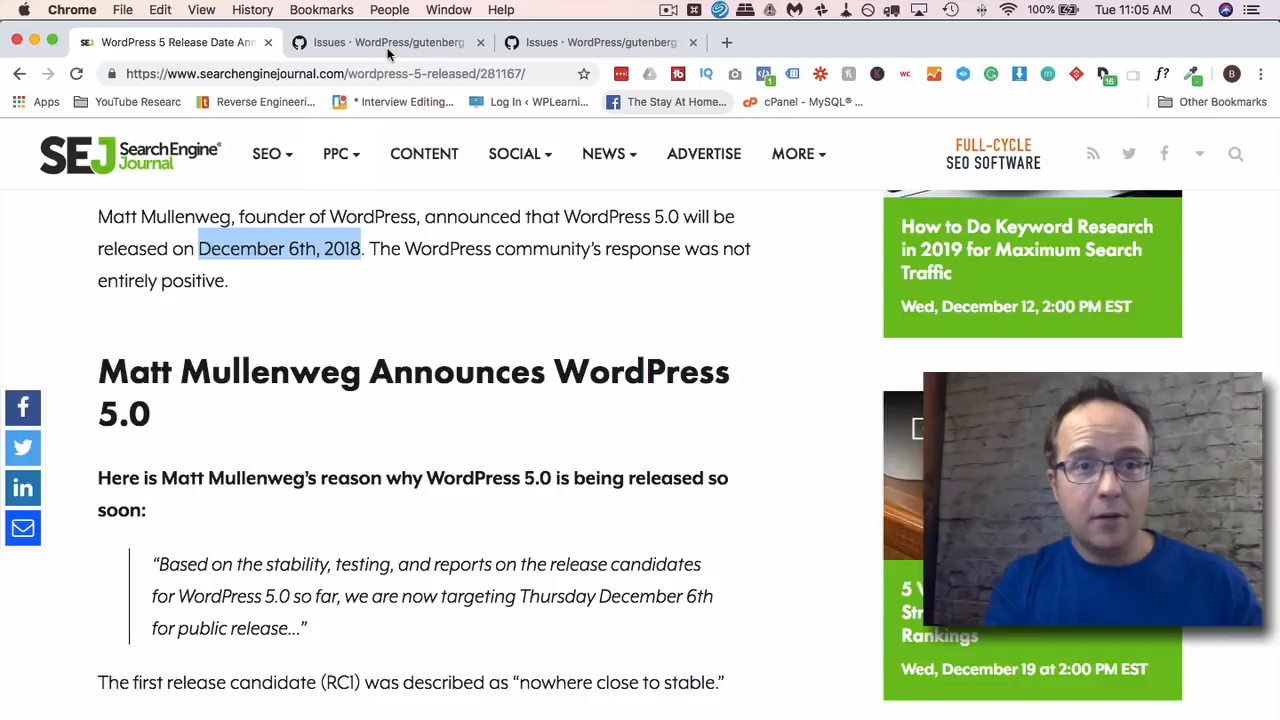 Chrome File Edit View History Bookmarks People Window Help 100% Tue 11:05 AM
WordPress 5 Release Date Ann Issues · WordPress/gutenberg Issues · WordPress/gutenberg
https://www.searchenginejournal.com/wordpress-5-released/281167/
Apps YouTube Researc Reverse Engineeri... * Interview Editing... Log In ‹ WPLearni... The Stay At Home... cPanel - MySQL® ... Other Bookmarks
SEJ Search Engine Journal SEO PPC CONTENT SOCIAL NEWS ADVERTISE MORE FULL-CYCLE SEO SOFTWARE
Matt Mullenweg, founder of WordPress, announced that WordPress 5.0 will be
released on December 6th, 2018. The WordPress community's response was not
entirely positive.
Matt Mullenweg Announces WordPress
5.0
Here is Matt Mullenweg's reason why WordPress 5.0 is being released so
soon:
“Based on the stability, testing, and reports on the release candidates
for WordPress 5.0 so far, we are now targeting Thursday December 6th
for public release...”
The first release candidate (RC1) was described as “nowhere close to stable.”
How to Do Keyword Research
in 2019 for Maximum Search
Traffic
Wed, December 12, 2:00 PM EST
5
Rankings
Wed, December 19 at 2:00 PM EST